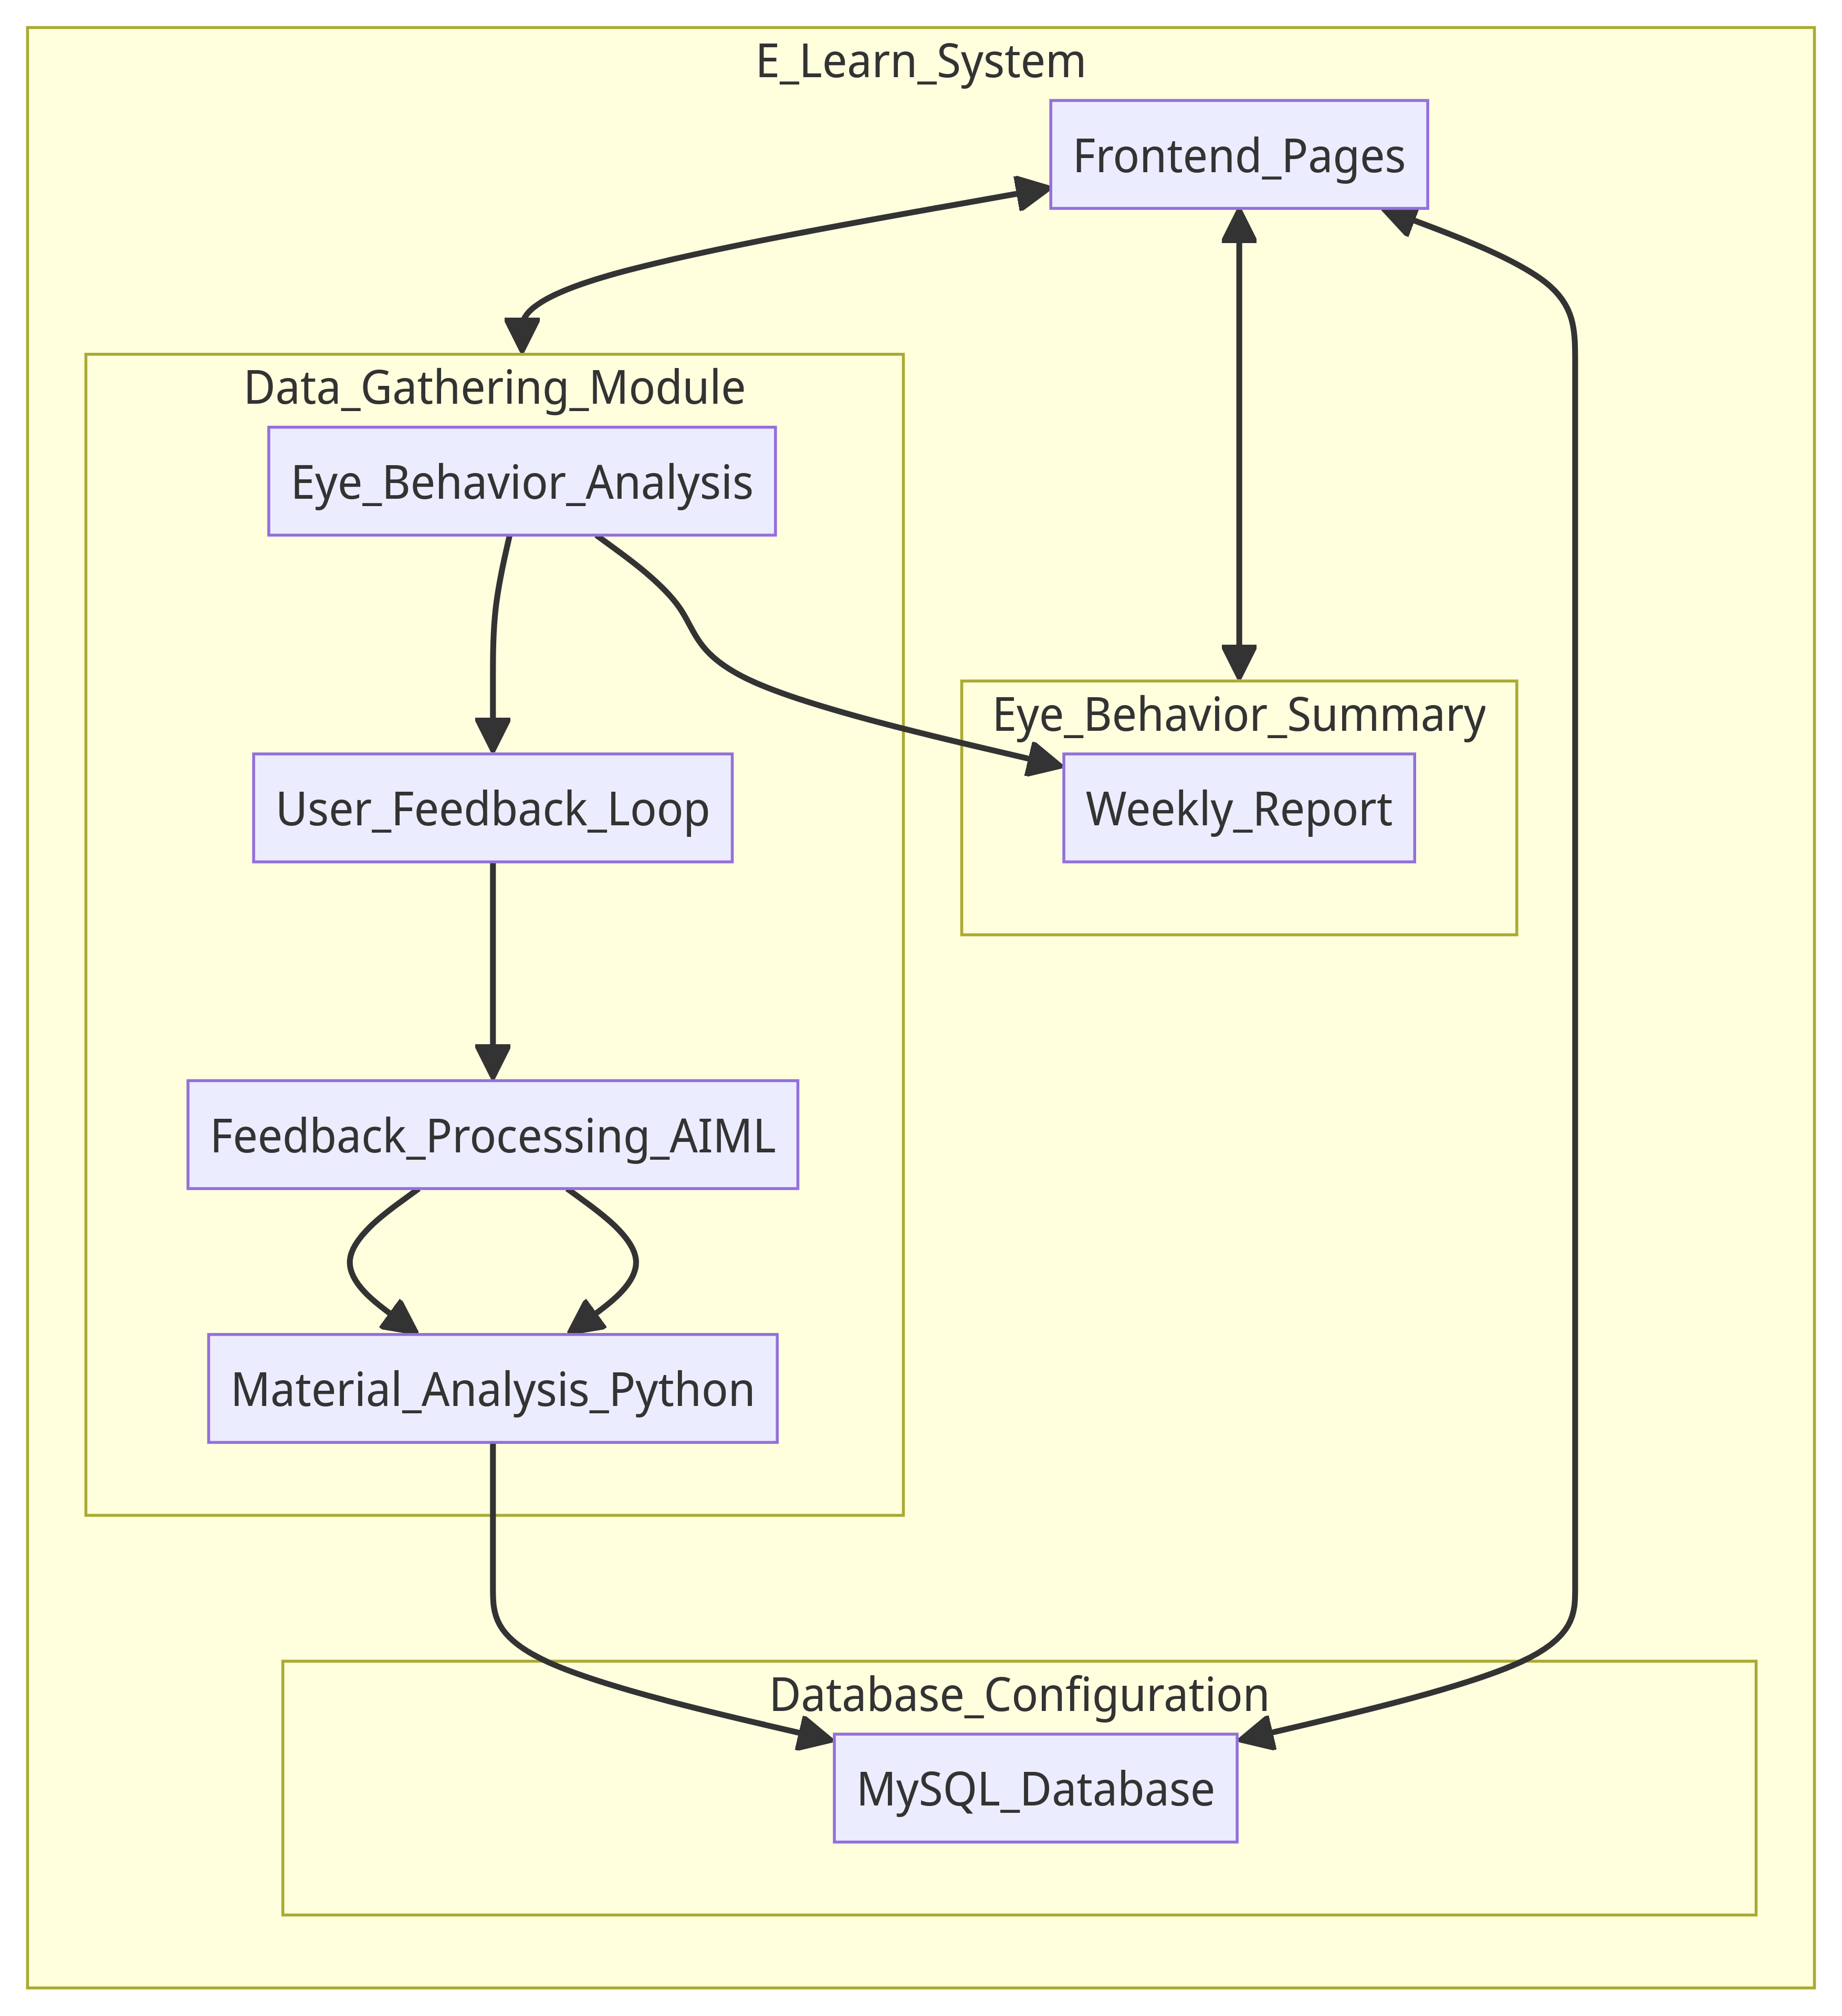 E_Learn_System
Frontend_Pages
Data_Gathering_Module
Eye_Behavior_Analysis
Eye_Behavior_Summary
User_Feedback_Loop
Weekly_Report
Feedback_Processing_AIML
Material_Analysis_Python
Database_Configuration
MySQL_Database